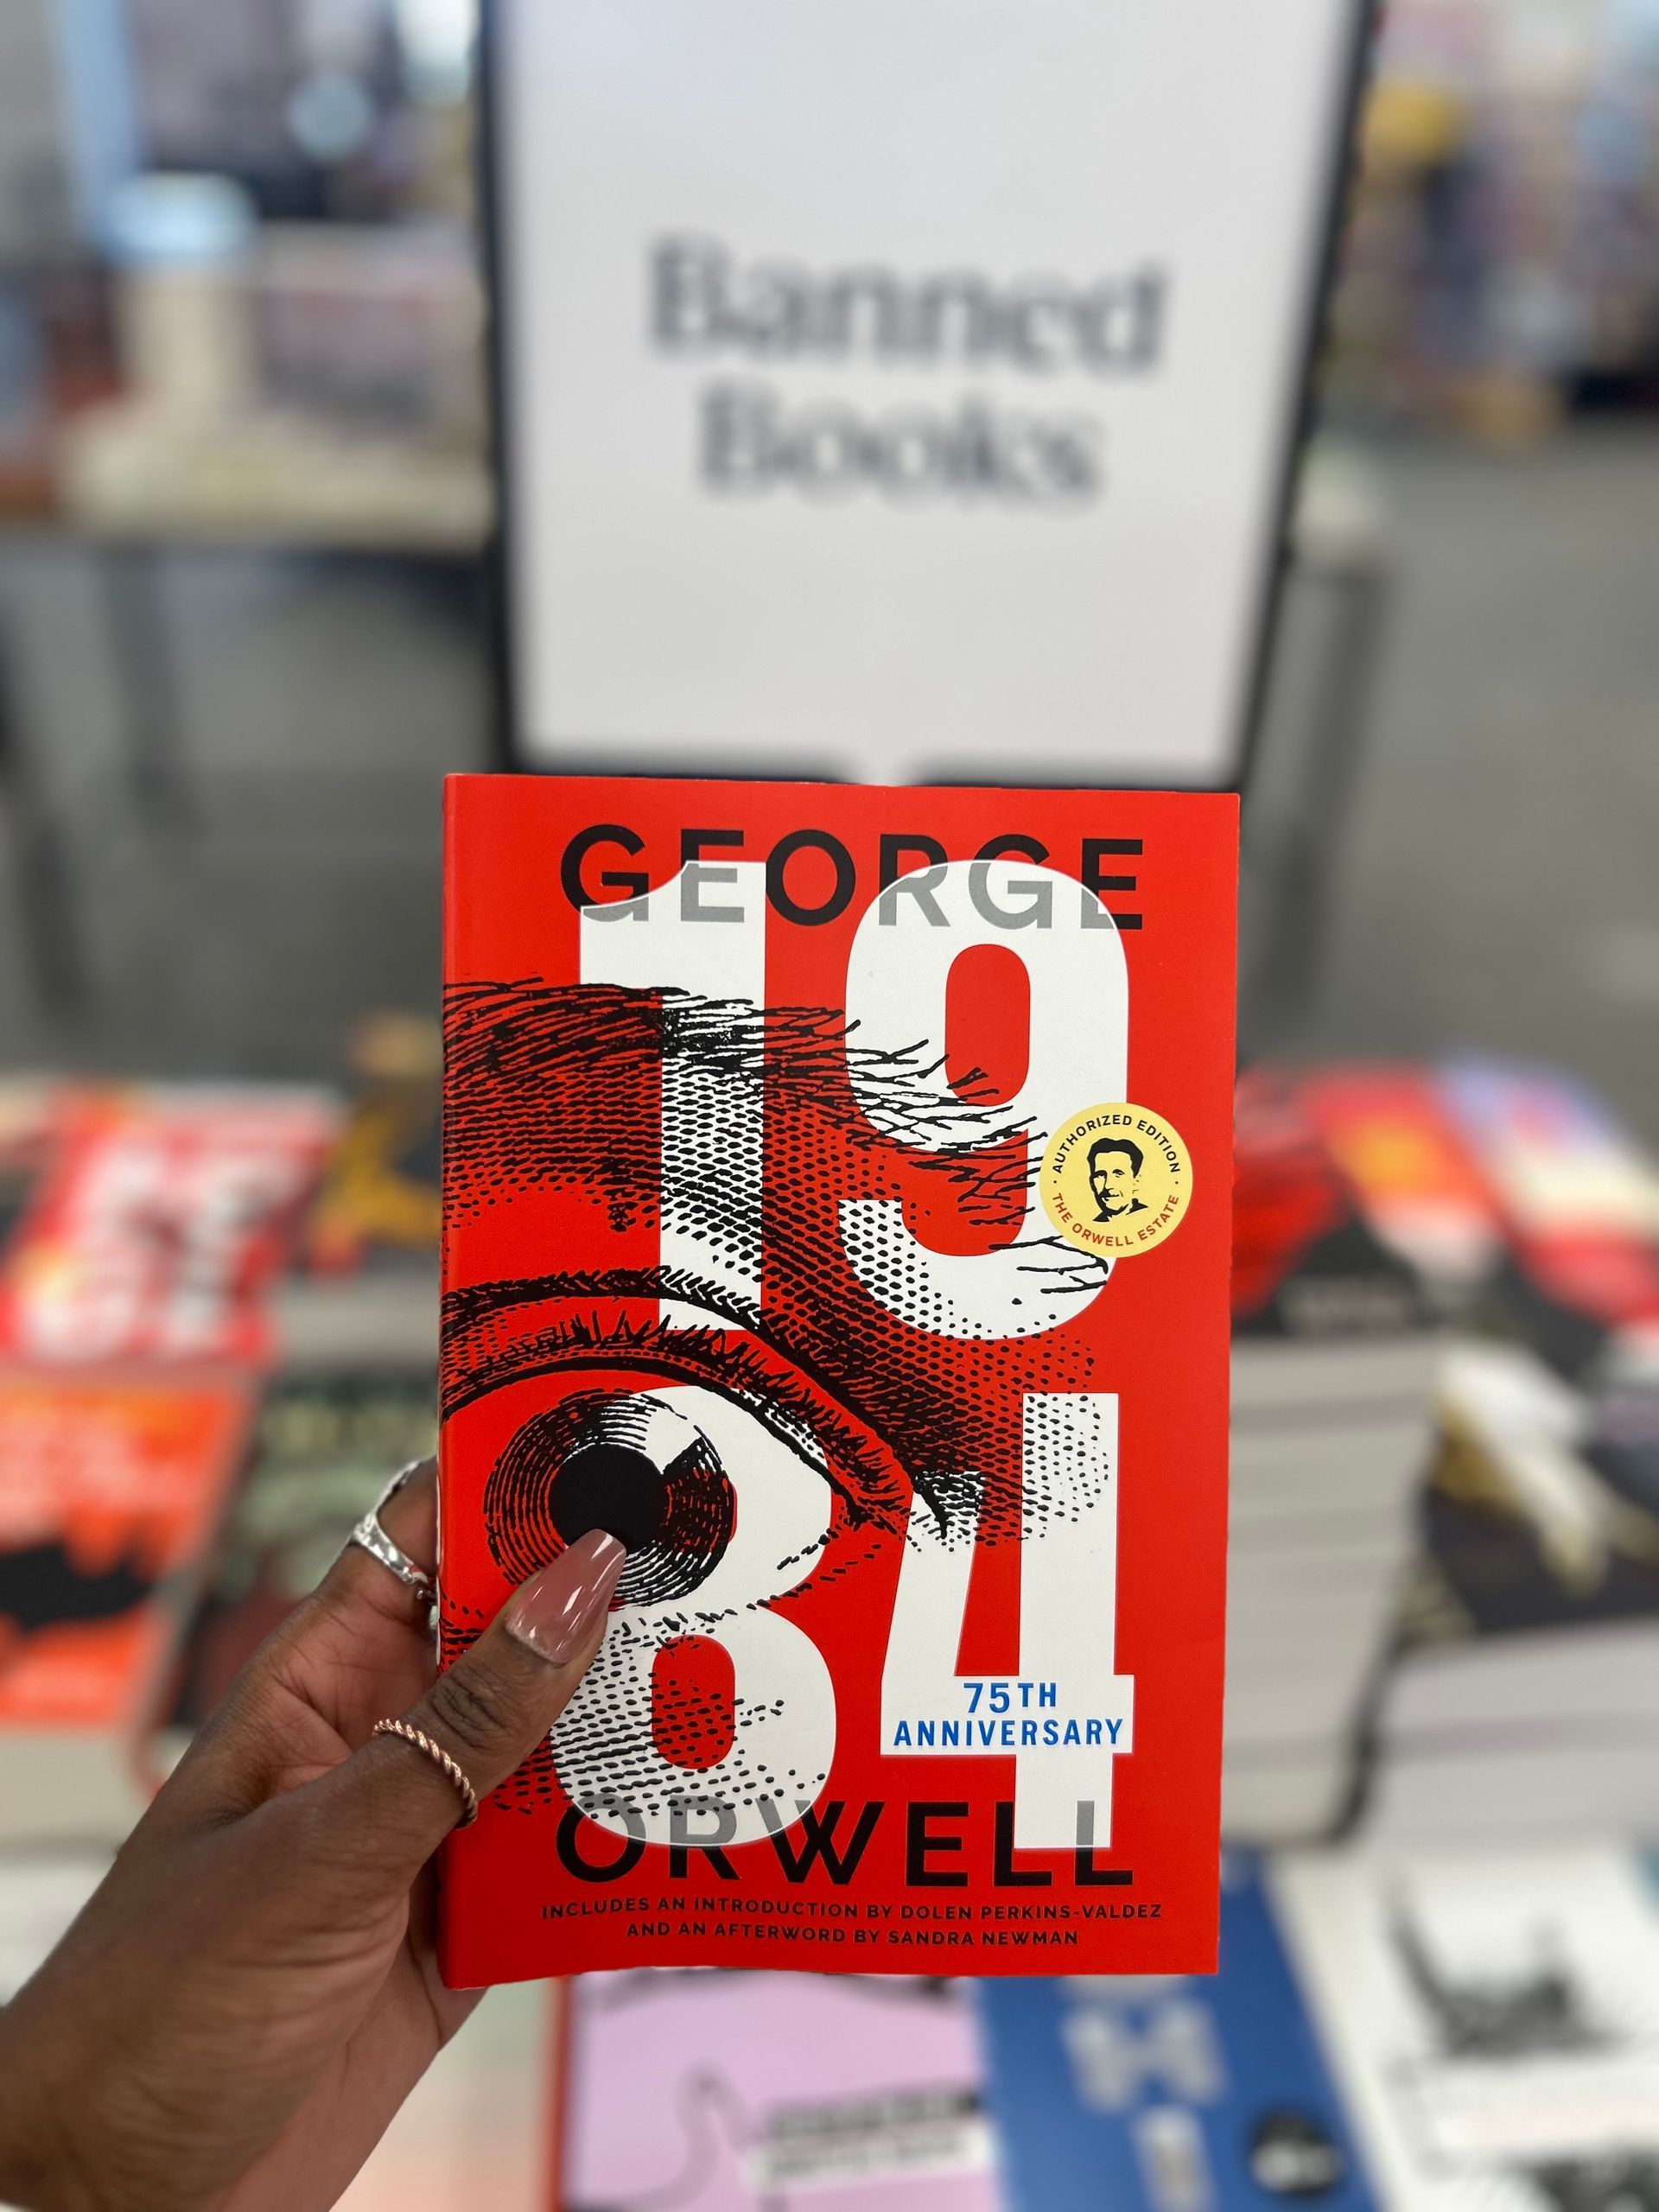 Banned
Books
GEORGE
1984
AUTHORIZED EDITION
THE ORWELL ESTATE
75TH
ANNIVERSARY
ORWELL
INCLUDES AN INTRODUCTION BY DOLEN PERKINS-VALDEZ
AND AN AFTERWORD BY SANDRA NEWMAN